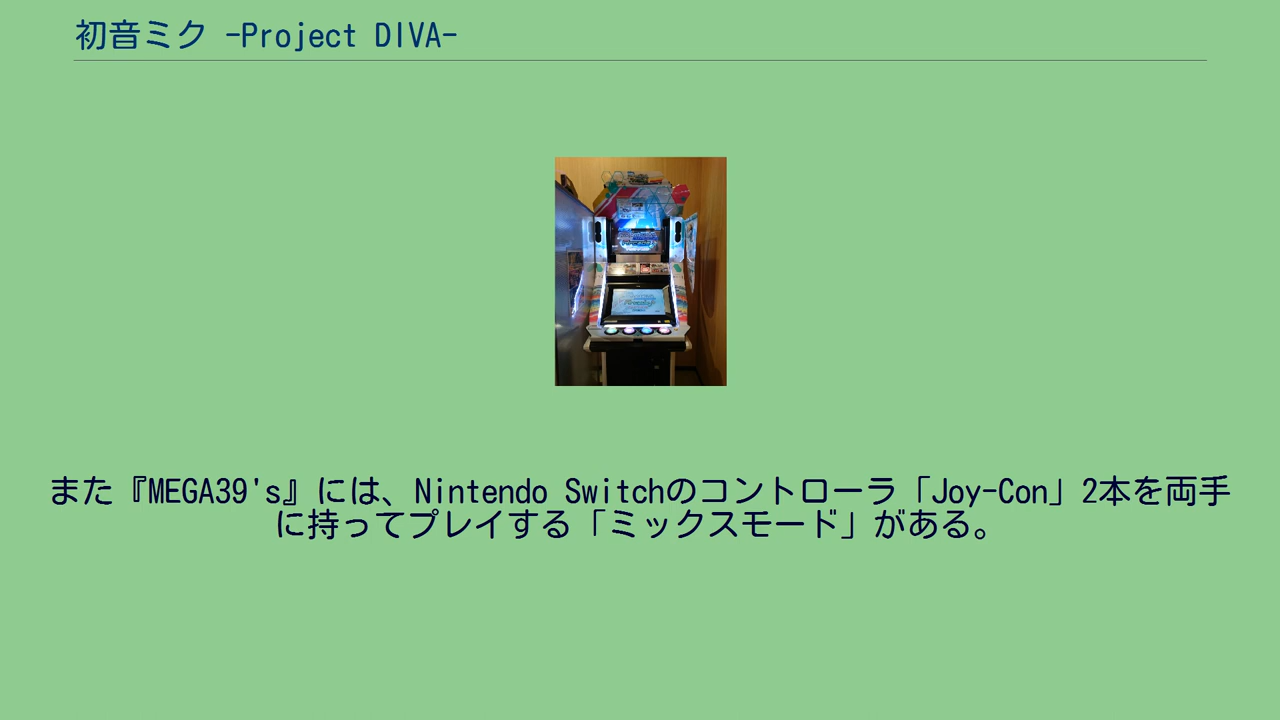 初音ミク -Project DIVA-
また『MEGA39's』には、Nintendo Switchのコントローラ「Joy-Con」2本を両手
に持ってプレイする「ミックスモード」がある。